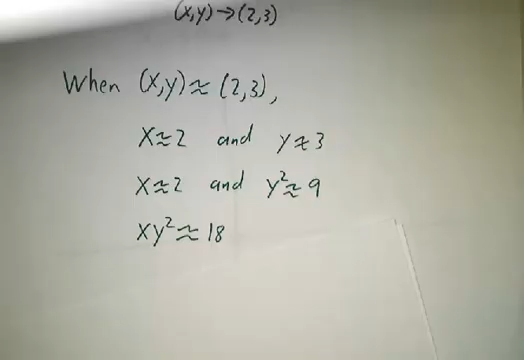 (x,y)→(2,3)
When (x,y)≈(2,3),
x≈2 and y≈3
x≈2 and y²≈9
xy²≈18